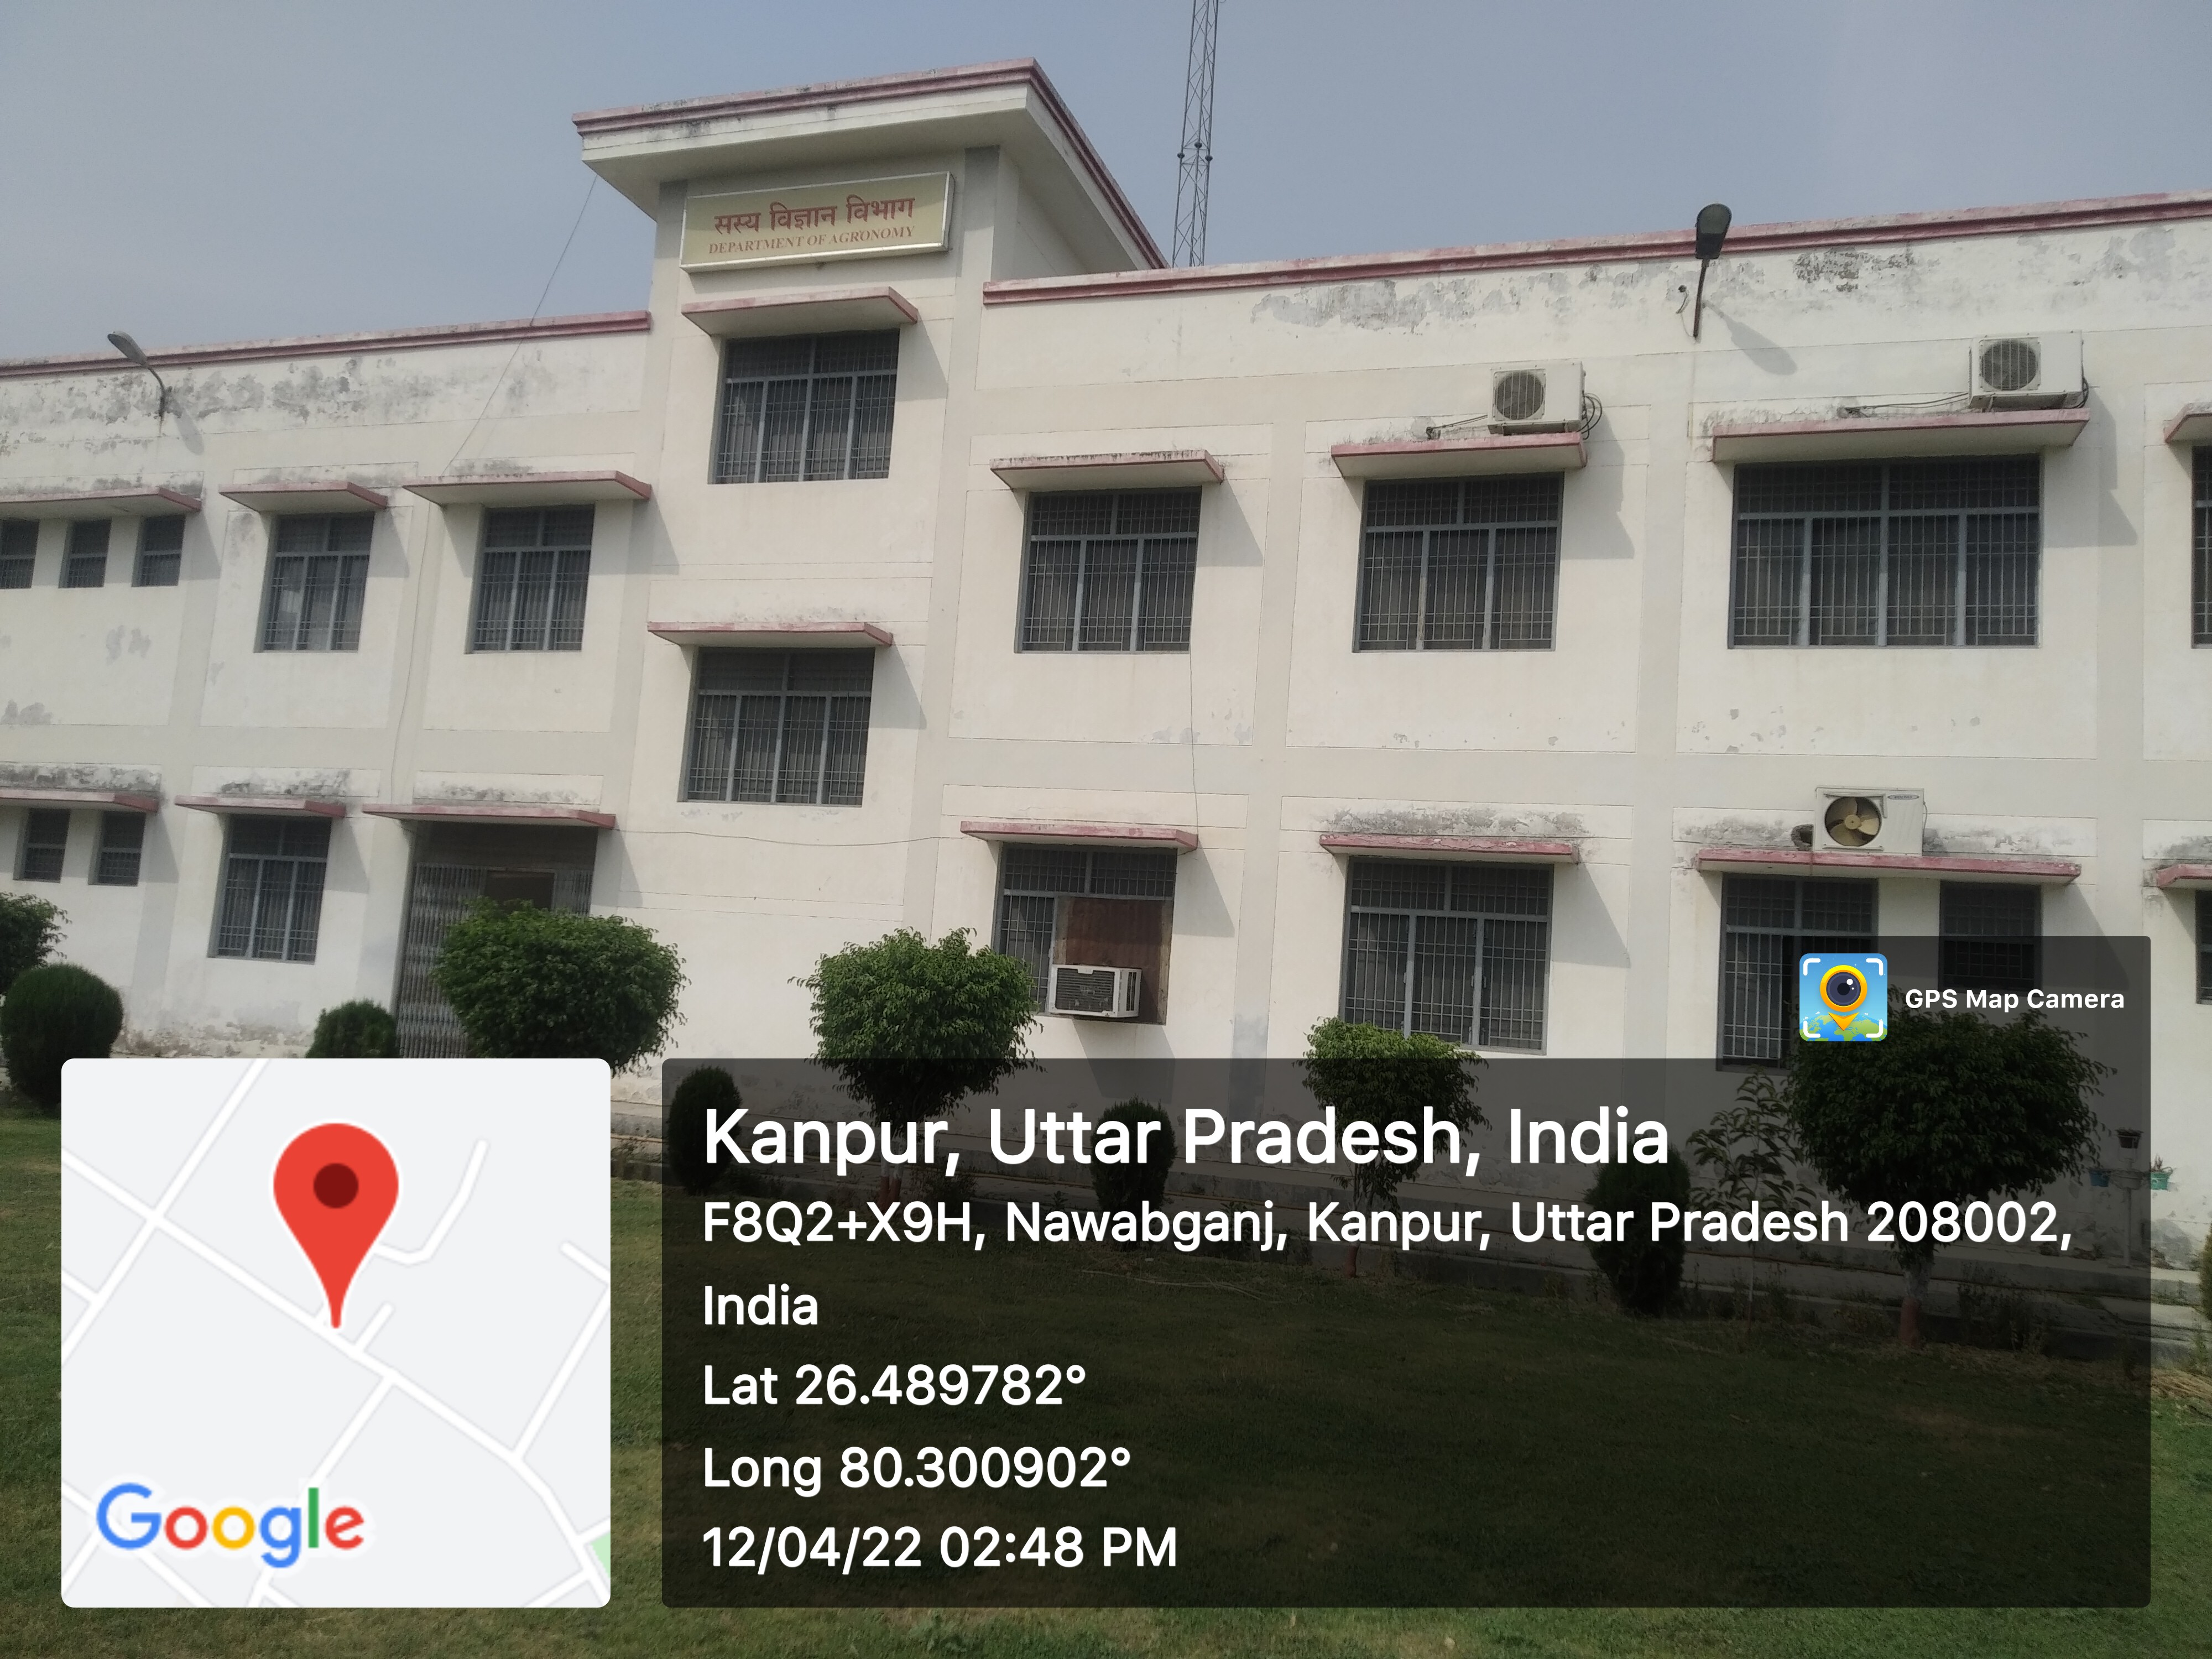 सस्य विज्ञान विभाग
DEPARTMENT OF AGRONOMY
GPS Map Camera
Kanpur, Uttar Pradesh, India
F8Q2+X9H, Nawabganj, Kanpur, Uttar Pradesh 208002,
India
Lat 26.489782°
Long 80.300902°
12/04/22 02:48 PM
Google